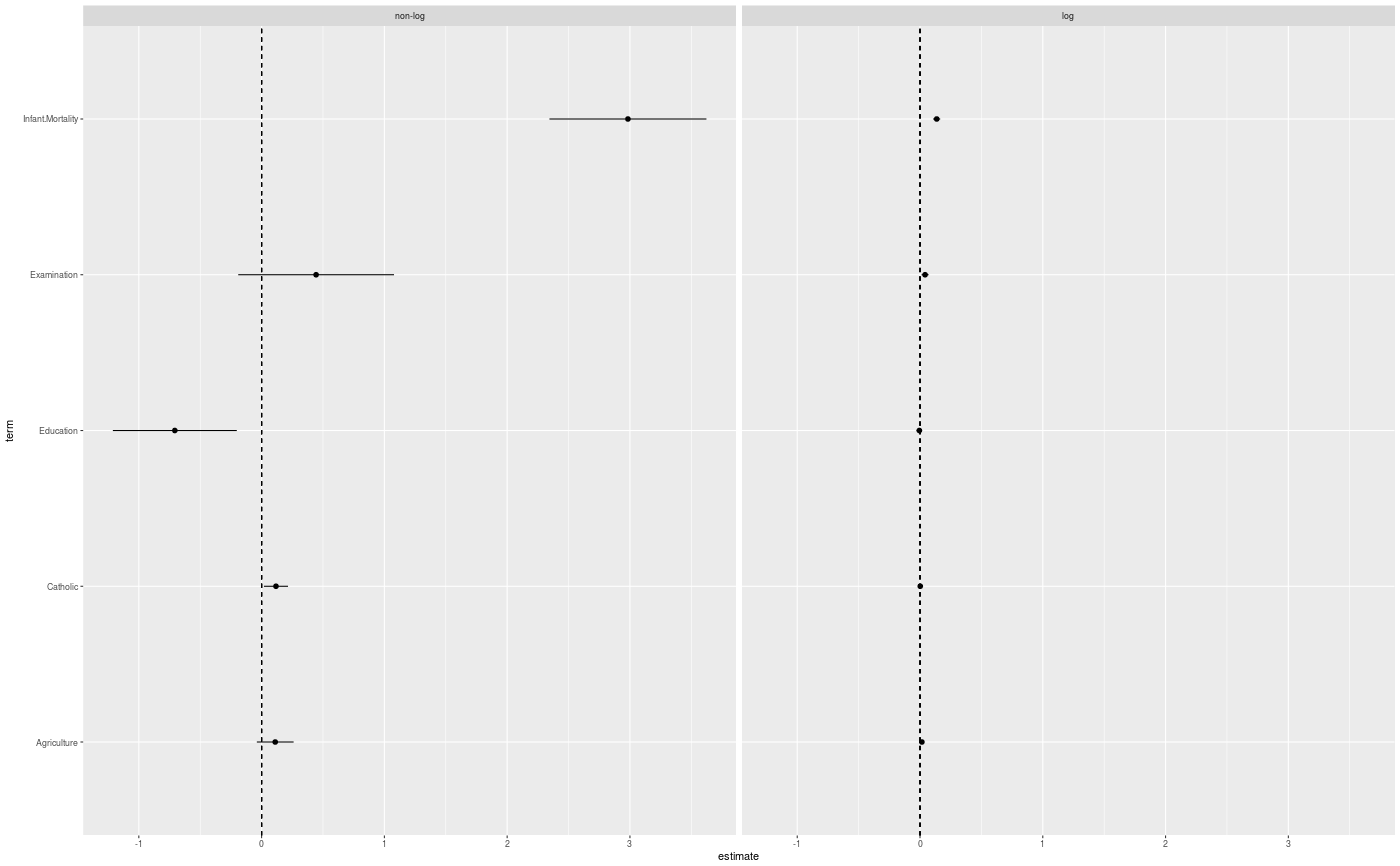 non-log
log
Infant.Mortality
Examination
Education
Catholic
Agriculture
term
-1 0 1 2 3
-1 0 1 2 3
estimate